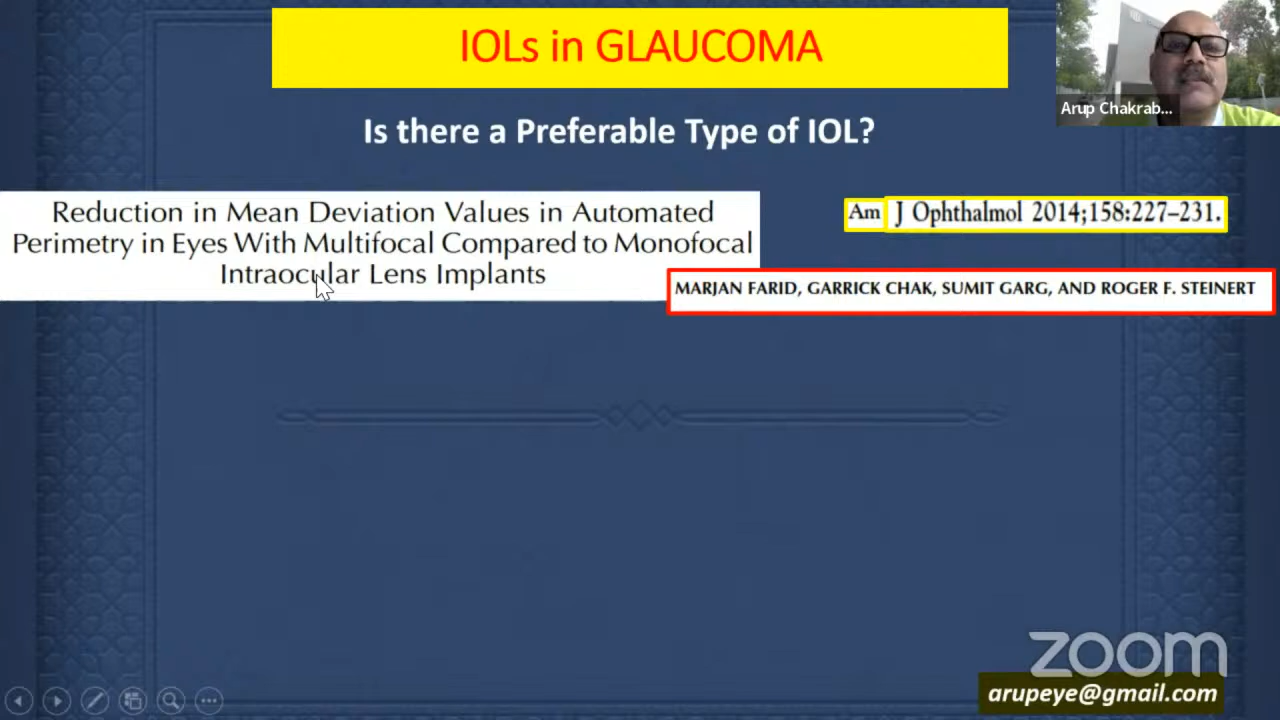 IOLs in GLAUCOMA
Arup Chakrab...
Is there a Preferable Type of IOL?
Reduction in Mean Deviation Values in Automated
Perimetry in Eyes With Multifocal Compared to Monofocal
Intraocular Lens Implants
Am J Ophthalmol 2014;158:227–231.
MARJAN FARID, GARRICK CHAK, SUMIT GARG, AND ROGER F. STEINERT
zoom
arupeye@gmail.com